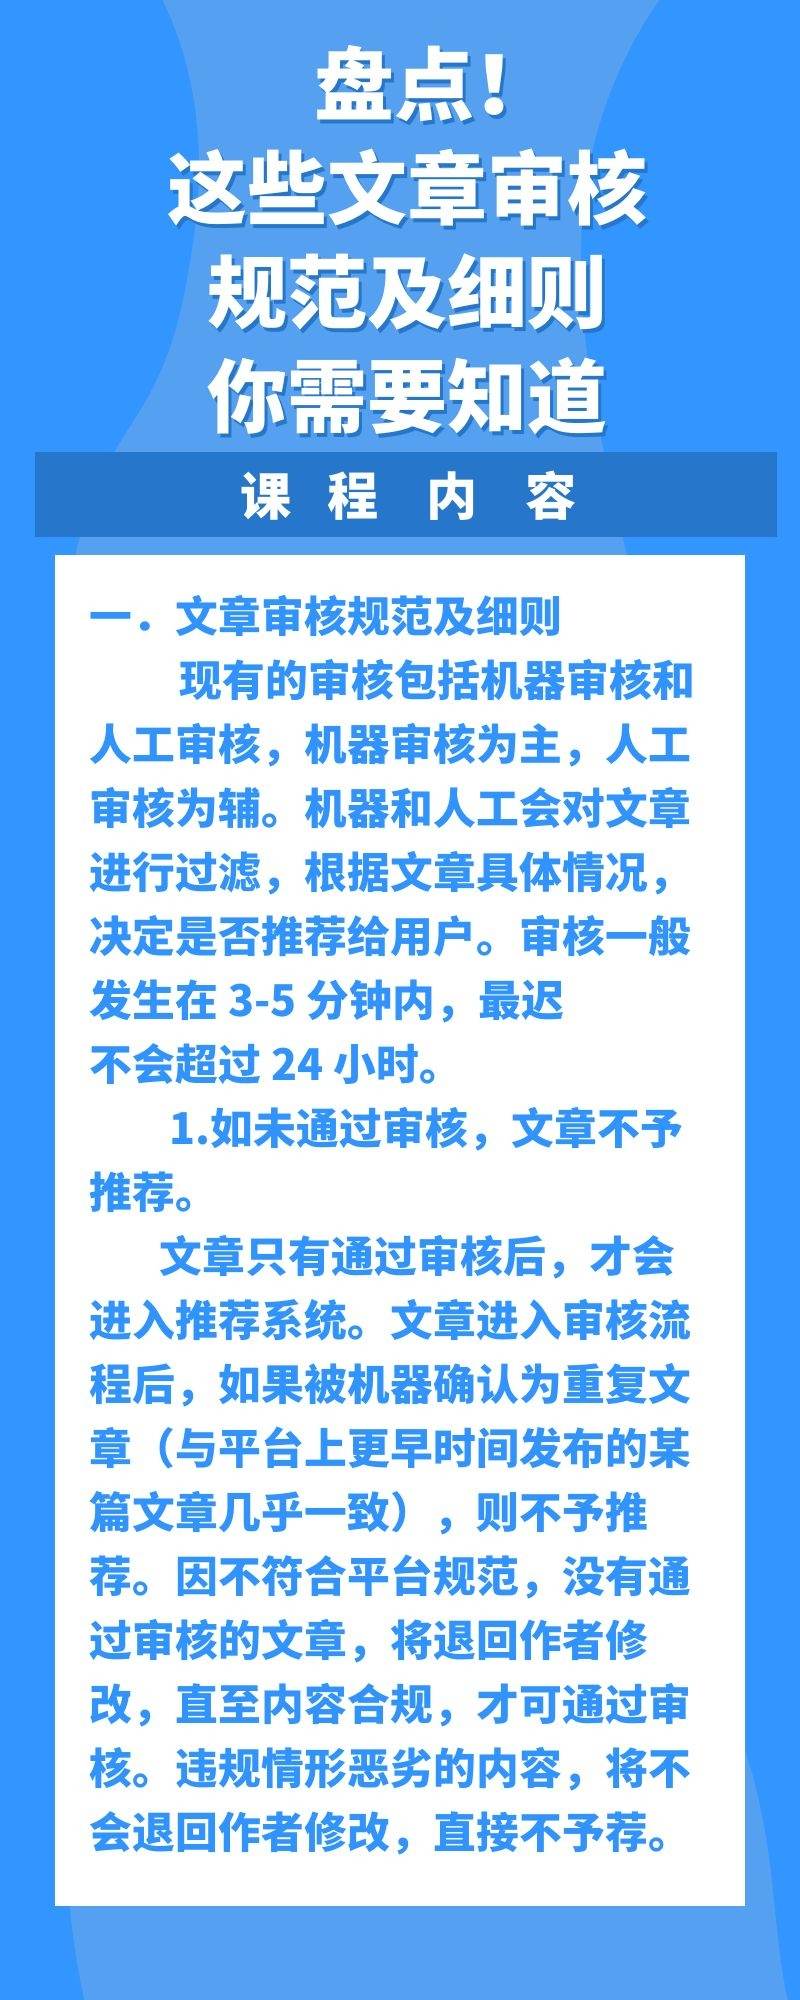 盘点！
这些文章审核
规范及细则
你需要知道
课 程 内 容
一．文章审核规范及细则
现有的审核包括机器审核和
人工审核，机器审核为主，人工
审核为辅。机器和人工会对文章
进行过滤，根据文章具体情况，
决定是否推荐给用户。审核一般
发生在 3-5 分钟内，最迟
不会超过 24 小时。
1.如未通过审核，文章不予
推荐。
文章只有通过审核后，才会
进入推荐系统。文章进入审核流
程后，如果被机器确认为重复文
章（与平台上更早时间发布的某
篇文章几乎一致），则不予推
荐。因不符合平台规范，没有通
过审核的文章，将退回作者修
改，直至内容合规，才可通过审
核。违规情形恶劣的内容，将不
会退回作者修改，直接不予荐。